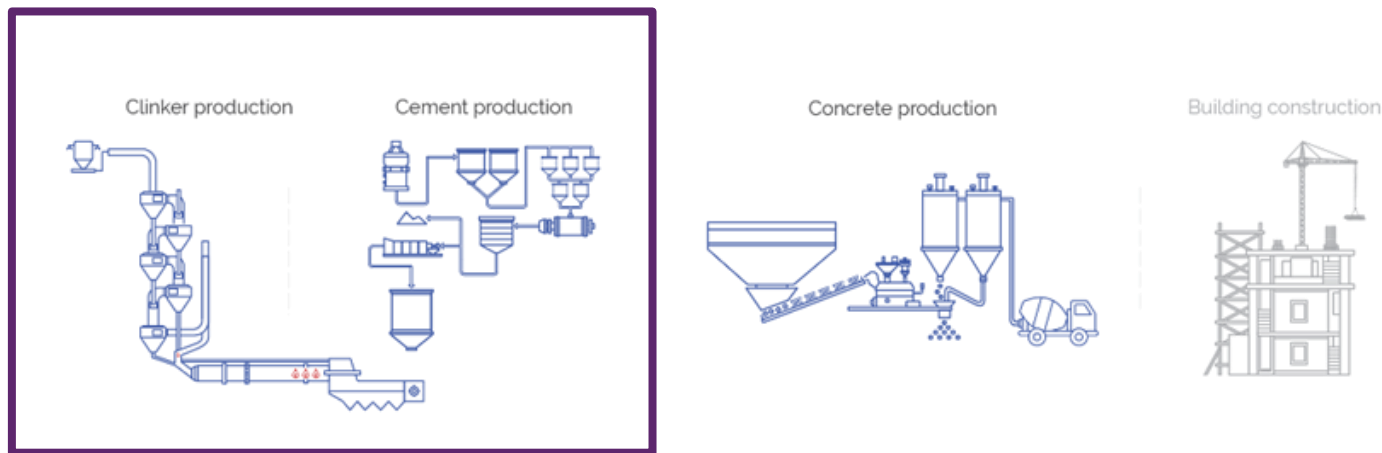 Clinker production
Cement production
Concrete production
Building construction